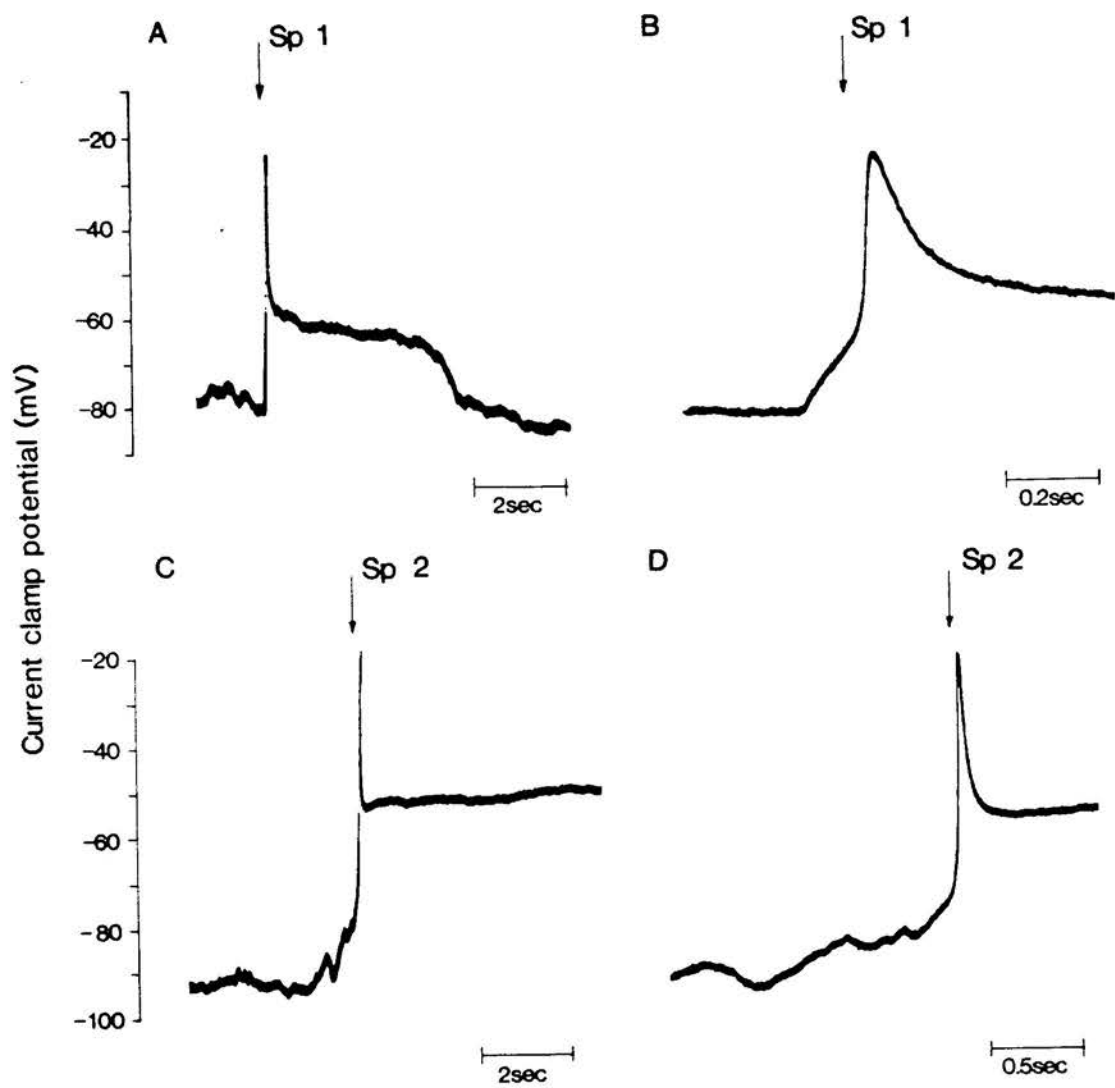 A Sp 1
B Sp 1
-20
-40
-60
-80
2sec
0.2sec
Current clamp potential (mV)
C Sp 2
D Sp 2
-20
-40
-60
-80
-100
2sec
0.5sec